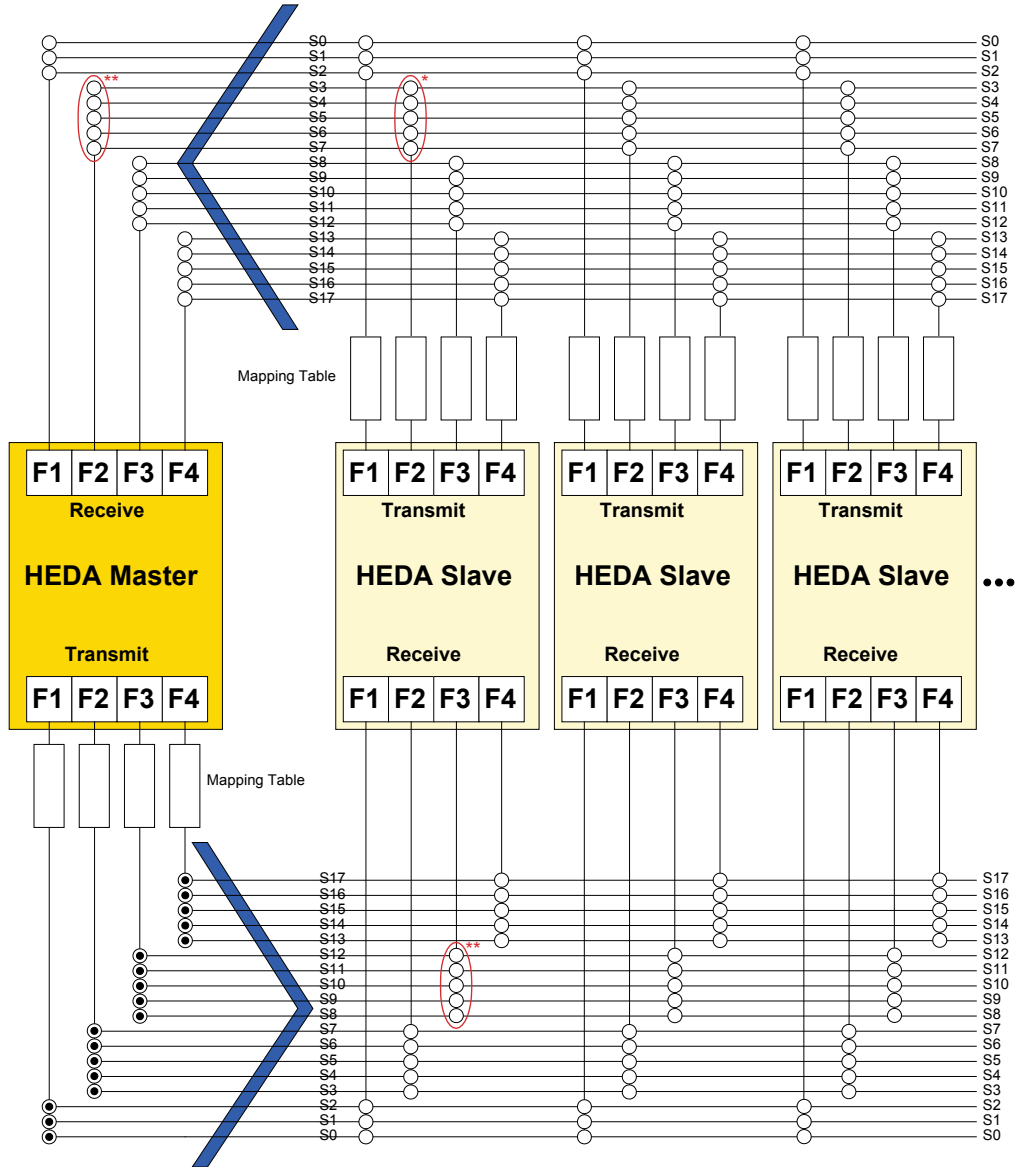 S0 S0
S1 S1
S2 S2
** * S3 S3
S4 S4
S5 S5
S6 S6
S7 S7
S8 S8
S9 S9
S10 S10
S11 S11
S12 S12
S13 S13
S14 S14
S15 S15
S16 S16
S17 S17
Mapping Table
F1 F2 F3 F4 F1 F2 F3 F4 F1 F2 F3 F4 F1 F2 F3 F4
Receive Transmit Transmit Transmit
HEDA Master HEDA Slave HEDA Slave HEDA Slave ...
Transmit Receive Receive Receive
F1 F2 F3 F4 F1 F2 F3 F4 F1 F2 F3 F4 F1 F2 F3 F4
Mapping Table
S17 S17
S16 S16
S15 S15
S14 S14
S13 S13
S12 ** S12
S11 S11
S10 S10
S9 S9
S8 S8
S7 S7
S6 S6
S5 S5
S4 S4
S3 S3
S2 S2
S1 S1
S0 S0